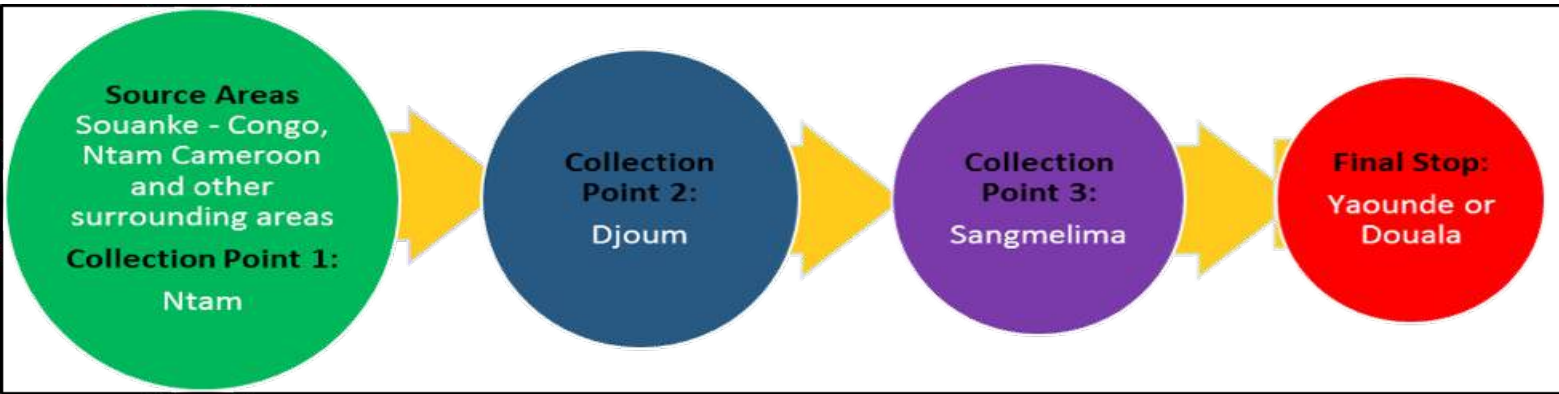 Source Areas
Souanke - Congo,
Ntam Cameroon
and other
surrounding areas
Collection Point 1:
Ntam
Collection
Point 2:
Djoum
Collection
Point 3:
Sangmelima
Final Stop:
Yaounde or
Douala